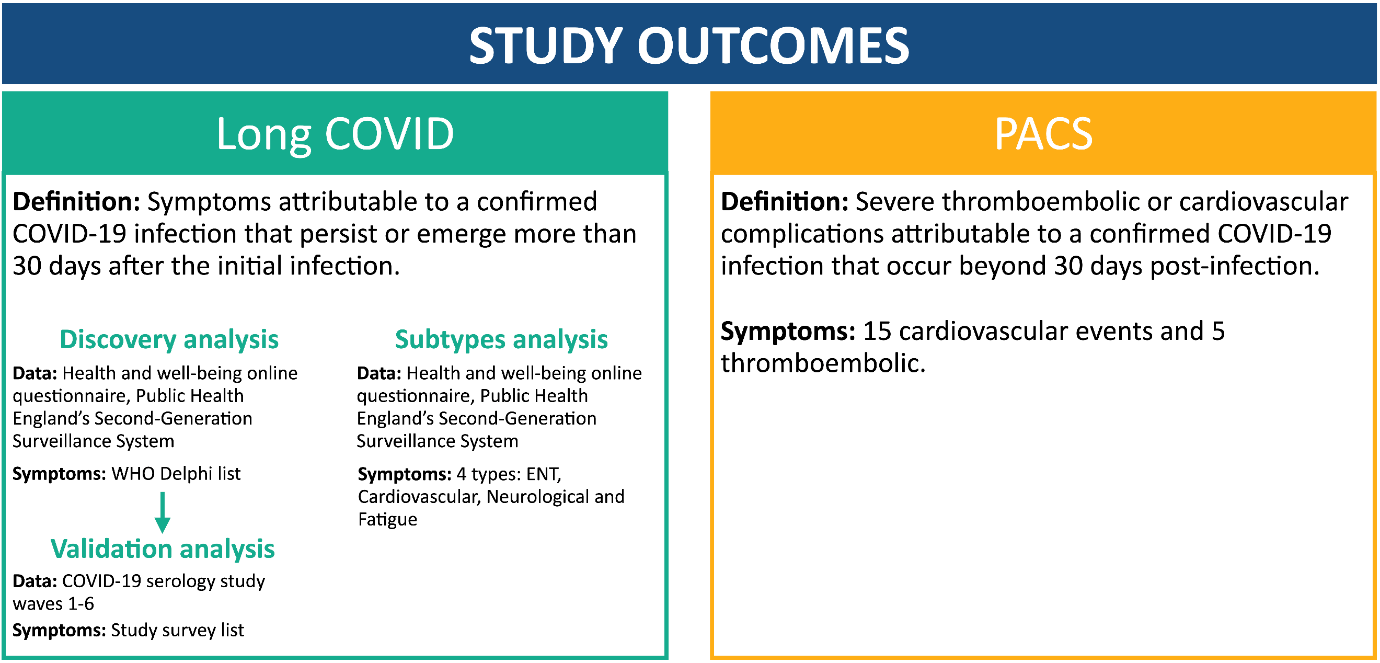 STUDY OUTCOMES
Long COVID
Definition: Symptoms attributable to a confirmed
COVID-19 infection that persist or emerge more than
30 days after the initial infection.
Discovery analysis
Data: Health and well-being online
questionnaire, Public Health
England's Second-Generation
Surveillance System
Symptoms: WHO Delphi list
Validation analysis
Data: COVID-19 serology study
waves 1-6
Symptoms: Study survey list
Subtypes analysis
Data: Health and well-being online
questionnaire, Public Health
England's Second-Generation
Surveillance System
Symptoms: 4 types: ENT,
Cardiovascular, Neurological and
Fatigue
PACS
Definition: Severe thromboembolic or cardiovascular
complications attributable to a confirmed COVID-19
infection that occur beyond 30 days post-infection.
Symptoms: 15 cardiovascular events and 5
thromboembolic.